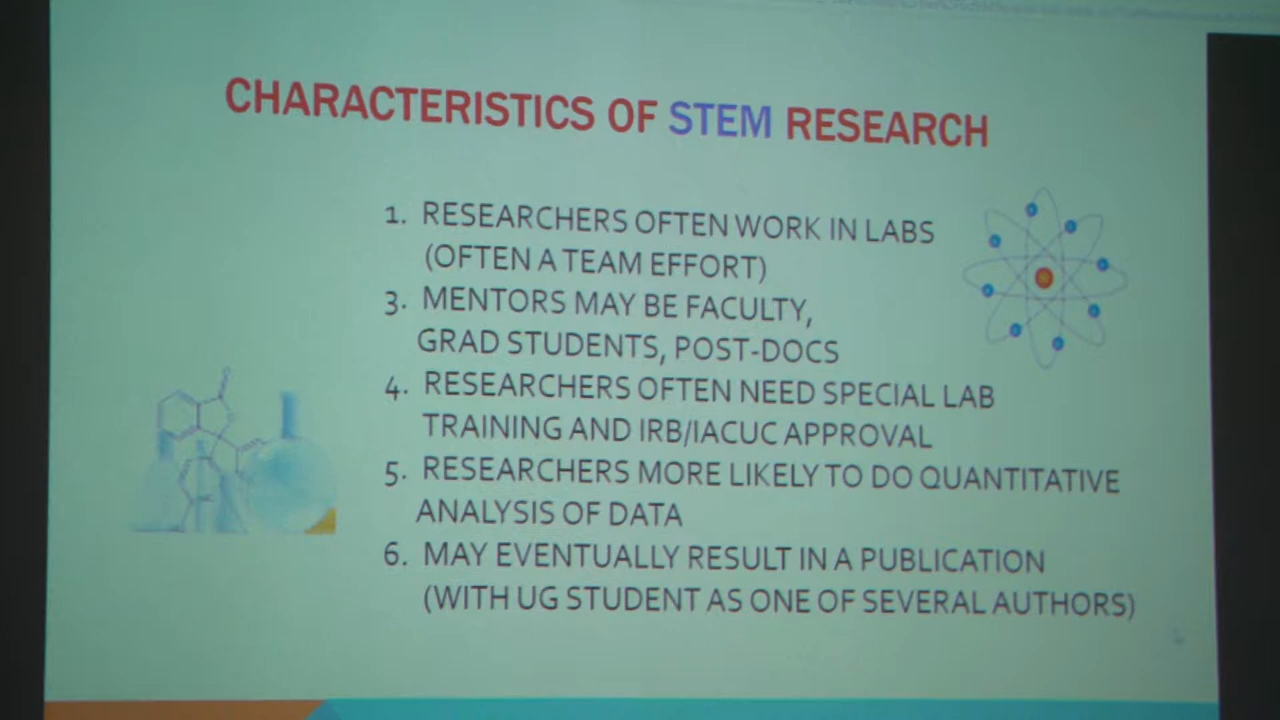 CHARACTERISTICS OF STEM RESEARCH
1. RESEARCHERS OFTEN WORK IN LABS
(OFTEN A TEAM EFFORT)
3. MENTORS MAY BE FACULTY,
GRAD STUDENTS, POST-DOCS
4. RESEARCHERS OFTEN NEED SPECIAL LAB
TRAINING AND IRB/IACUC APPROVAL
5. RESEARCHERS MORE LIKELY TO DO QUANTITATIVE
ANALYSIS OF DATA
6. MAY EVENTUALLY RESULT IN A PUBLICATION
(WITH UG STUDENT AS ONE OF SEVERAL AUTHORS)